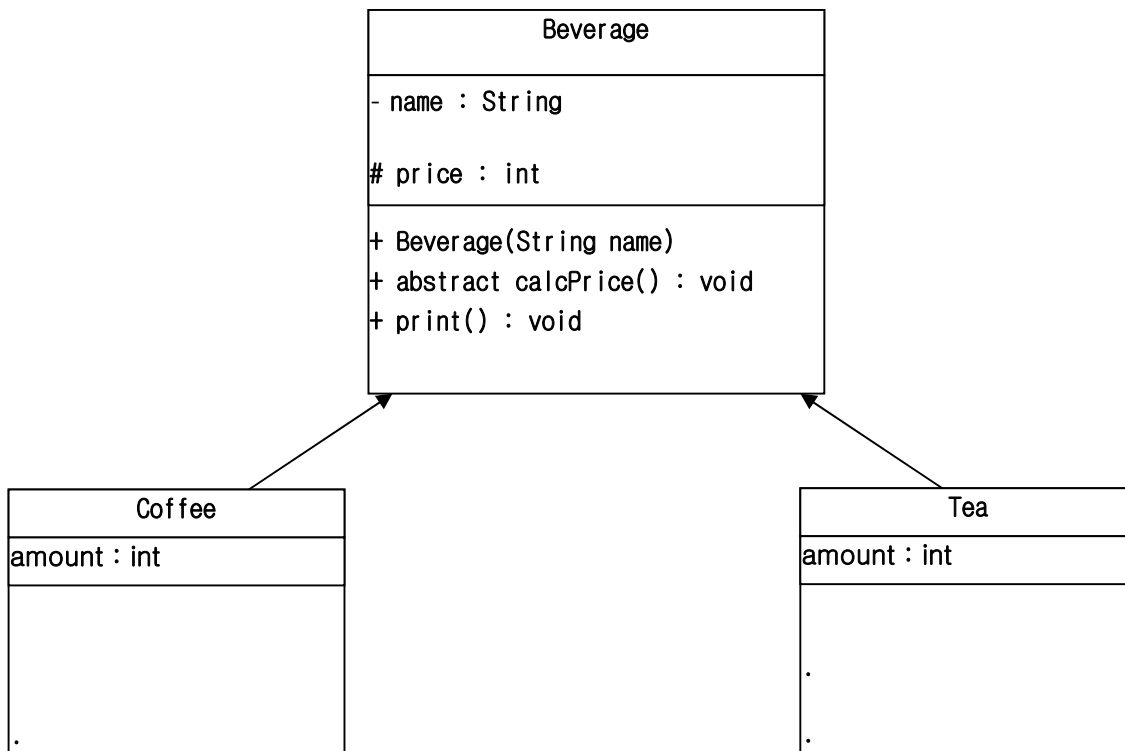 Beverage
- name : String
# price : int
+ Beverage(String name)
+ abstract calcPrice() : void
+ print() : void
Coffee
amount : int
.
Tea
amount : int
.
.